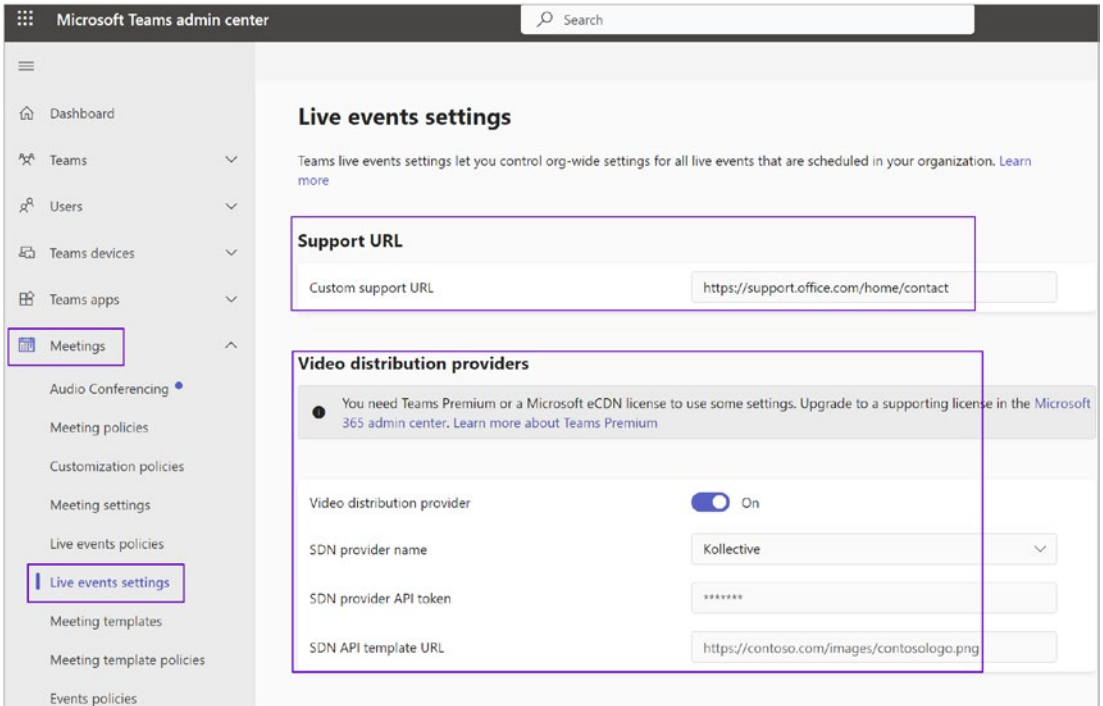 Microsoft Teams admin center
Search
Dashboard
Teams
Users
Teams devices
Teams apps
Meetings
Audio Conferencing
Meeting policies
Customization policies
Meeting settings
Live events policies
Live events settings
Meeting templates
Meeting template policies
Events policies
Live events settings
Teams live events settings let you control org-wide settings for all live events that are scheduled in your organization. Learn
more
Support URL
Custom support URL
https://support.office.com/home/contact
Video distribution providers
You need Teams Premium or a Microsoft eCDN license to use some settings. Upgrade to a supporting license in the Microsoft
365 admin center. Learn more about Teams Premium
Video distribution provider
On
SDN provider name
Kollective
SDN provider API token
*******
SDN API template URL
https://contoso.com/images/contosologo.png